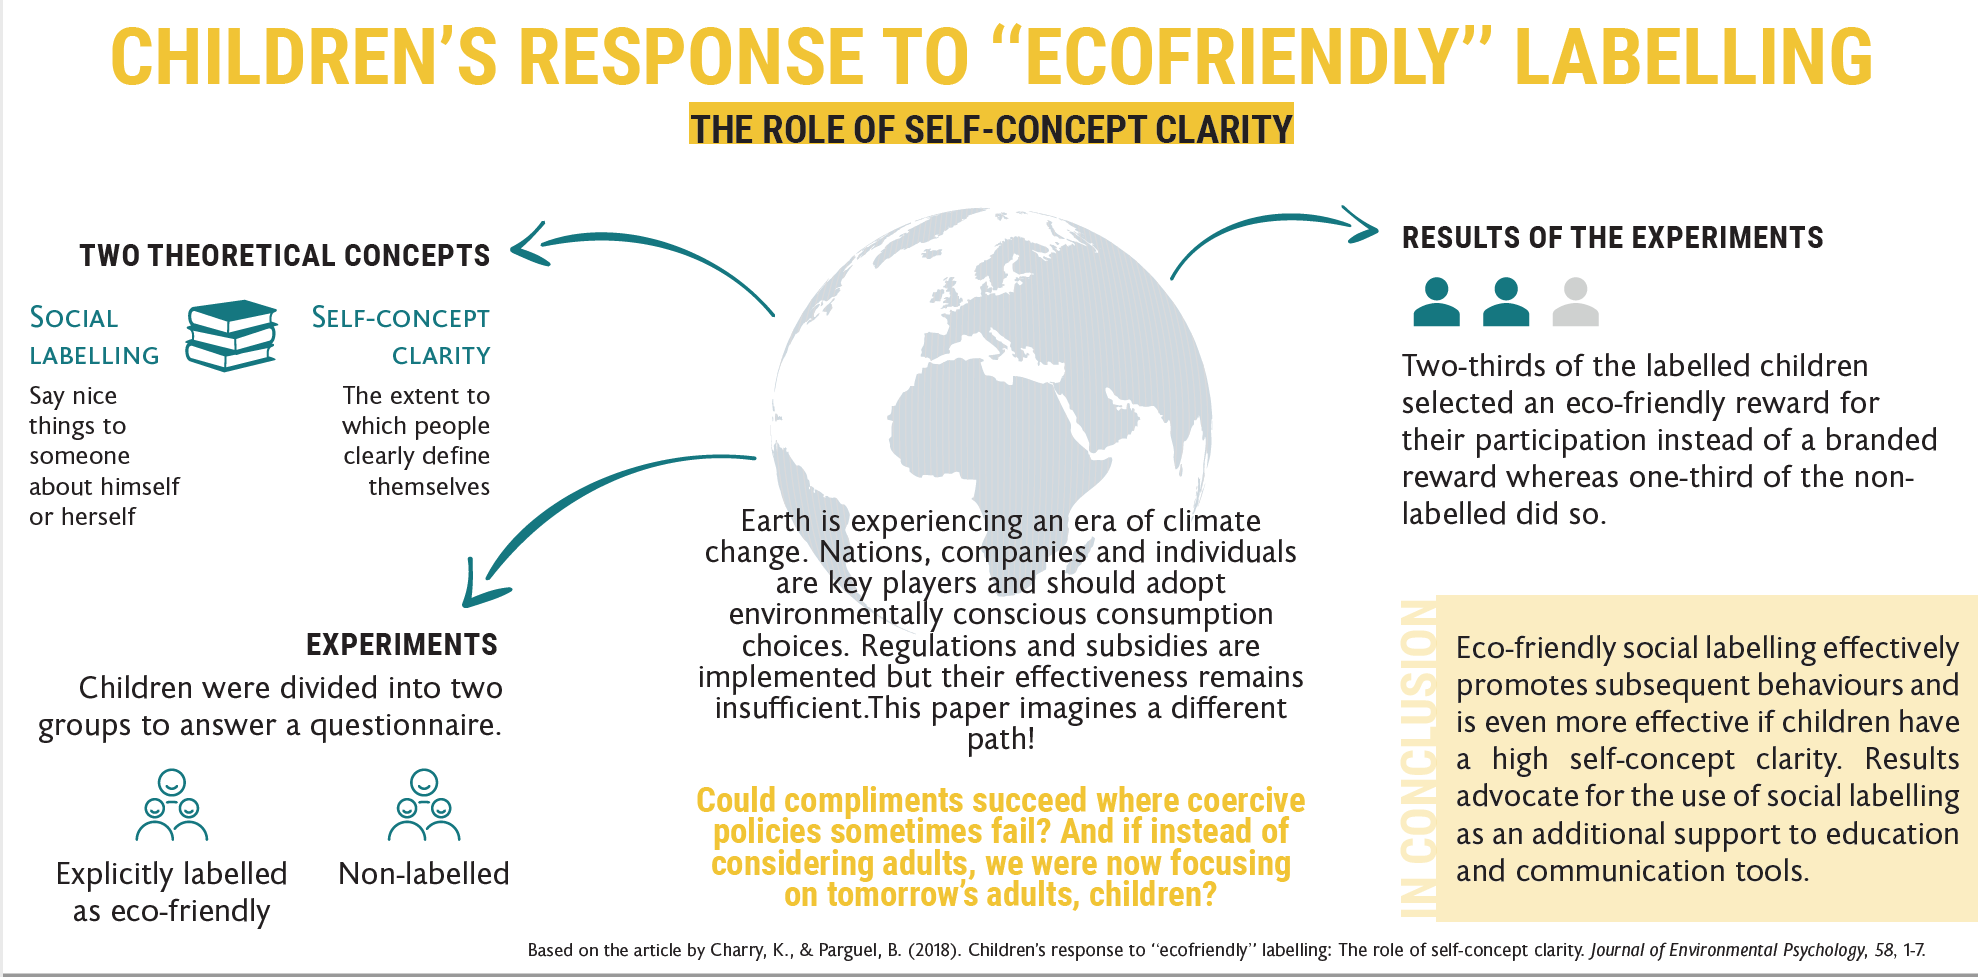 CHILDREN'S RESPONSE TO “ECOFRIENDLY” LABELLING
THE ROLE OF SELF-CONCEPT CLARITY
TWO THEORETICAL CONCEPTS
SOCIAL
LABELLING
Say nice
things to
someone
about himself
or herself
SELF-CONCEPT
CLARITY
The extent to
which people
clearly define
themselves
EXPERIMENTS
Children were divided into two
groups to answer a questionnaire.
Explicitly labelled
as eco-friendly
Non-labelled
Earth is experiencing an era of climate
change. Nations, companies and individuals
are key players and should adopt
environmentally conscious consumption
choices. Regulations and subsidies are
implemented but their effectiveness remains
insufficient.This paper imagines a different
path!
Could compliments succeed where coercive
policies sometimes fail? And if instead of
considering adults, we were now focusing
on tomorrow's adults, children?
RESULTS OF THE EXPERIMENTS
Two-thirds of the labelled children
selected an eco-friendly reward for
their participation instead of a branded
reward whereas one-third of the non-
labelled did so.
IN CONCLUSION
Eco-friendly social labelling effectively
promotes subsequent behaviours and
is even more effective if children have
a high self-concept clarity. Results
advocate for the use of social labelling
as an additional support to education
and communication tools.
Based on the article by Charry, K., & Parguel, B. (2018). Children's response to “ecofriendly” labelling: The role of self-concept clarity. Journal of Environmental Psychology, 58, 1-7.